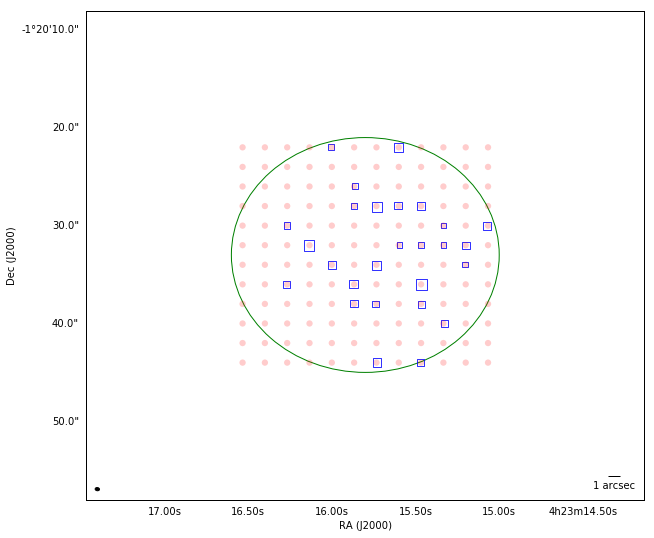 -1°20'10.0"
20.0"
30.0"
40.0"
50.0"
Dec (J2000)
1 arcsec
17.00s 16.50s 16.00s 15.50s 15.00s 4h23m14.50s
RA (J2000)